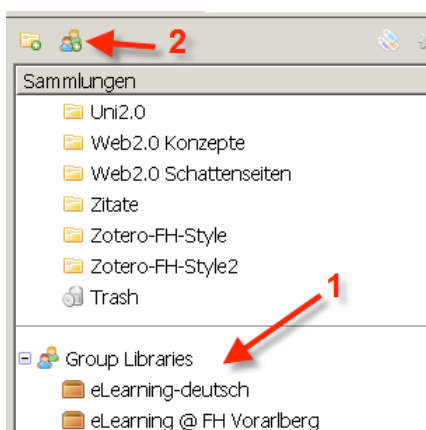 2
Sammlungen
Uni2.0
Web2.0 Konzepte
Web2.0 Schattenseiten
Zitate
Zotero-FH-Style
Zotero-FH-Style2
Trash
1
Group Libraries
eLearning-deutsch
eLearning @ FH Vorarlberg